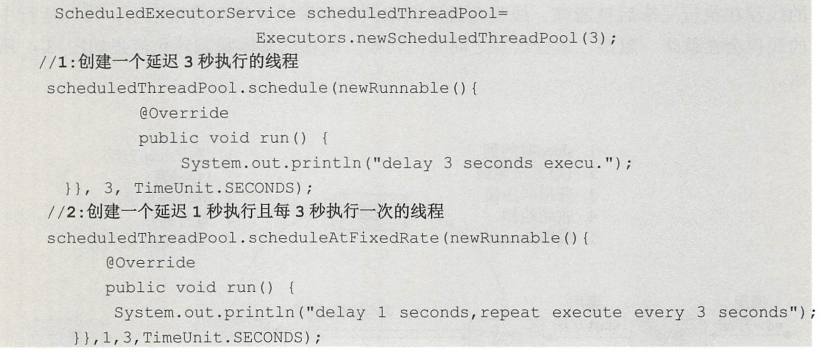 ScheduledExecutorService scheduledThreadPool=
Executors.newScheduledThreadPool(3);
//1:创建一个延迟 3 秒执行的线程
scheduledThreadPool.schedule(newRunnable(){
@Override
public void run() {
System.out.println("delay 3 seconds execu.");
}}, 3, TimeUnit.SECONDS);
//2:创建一个延迟 1 秒执行且每 3 秒执行一次的线程
scheduledThreadPool.scheduleAtFixedRate(newRunnable(){
@Override
public void run() {
System.out.println("delay 1 seconds,repeat execute every 3 seconds");
}},1,3,TimeUnit.SECONDS);